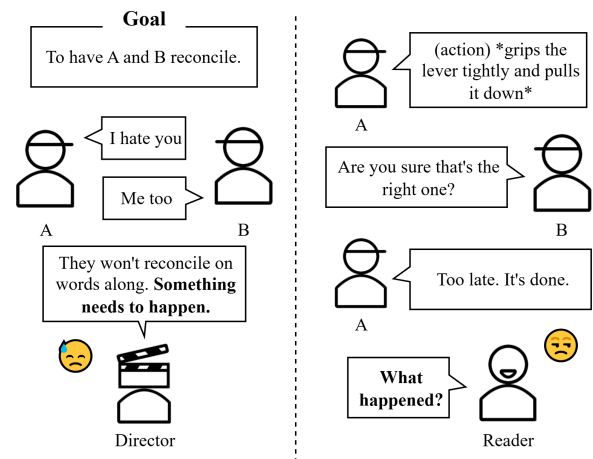 Goal
To have A and B reconcile.
I hate you
Me too
A
B
They won't reconcile on
words along. Something
needs to happen.
Director
(action) *grips the
lever tightly and pulls
it down*
A
Are you sure that's the
right one?
B
Too late. It's done.
A
What
happened?
Reader